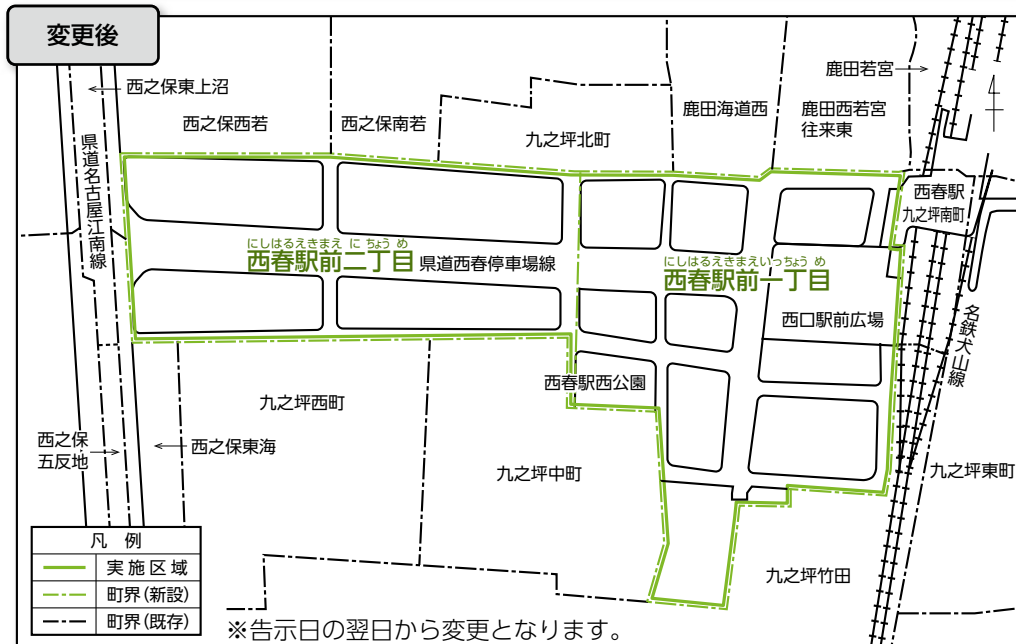 変更後
西之保東上沼
鹿田若宮
西之保西若
西之保南若
九之坪北町
鹿田海道西
鹿田西若宮
往来東
県道名古屋江南線
西春駅
九之坪南町
にしはるえきまえ に ちょう め
西春駅前二丁目
県道西春停車場線
にしはるえきまえいっちょう め
西春駅前一丁目
西口駅前広場
名鉄犬山線
西春駅西公園
九之坪西町
西之保
五反地
西之保東海
九之坪中町
九之坪東町
九之坪竹田
凡例
実施区域
町界(新設)
町界(既存)
※告示日の翌日から変更となります。